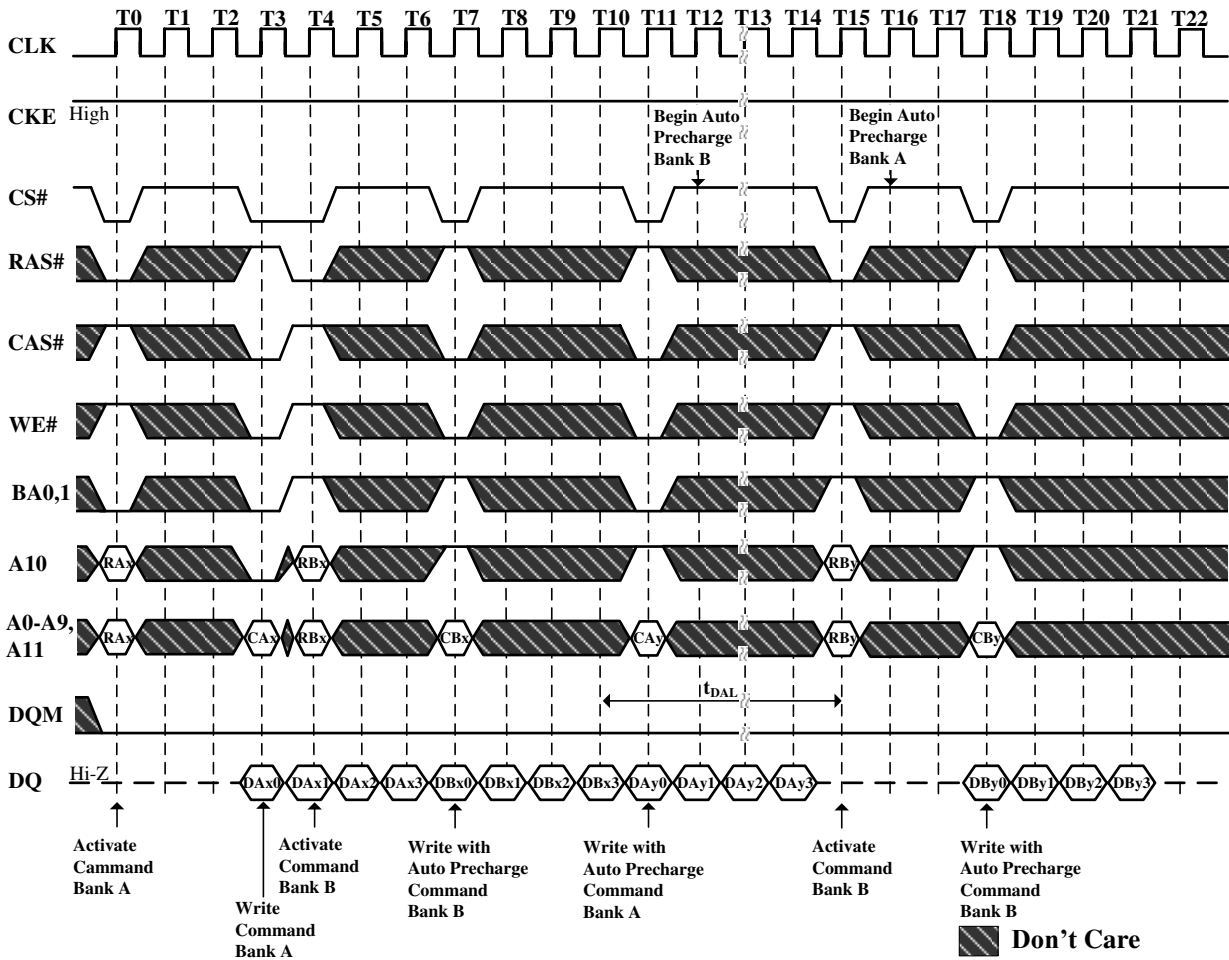 T0 T1 T2 T3 T4 T5 T6 T7 T8 T9 T10 T11 T12 T13 T14 T15 T16 T17 T18 T19 T20 T21 T22
CLK
CKE High
Begin Auto
Precharge
Bank B
Begin Auto
Precharge
Bank A
CS#
RAS#
CAS#
WE#
BA0,1
A10 RAx RBx RBy
A0-A9,
A11
RAx CAx RBx CBx CAy RBy CBy
tDAL
DQM
DQ Hi-Z DAx0 DAx1 DAx2 DAx3 DBx0 DBx1 DBx2 DBx3 DAy0 DAy1 DAy2 DAy3 DBy0 DBy1 DBy2 DBy3
Activate
Cammand
Bank A
Write
Command
Bank A
Activate
Command
Bank B
Write with
Auto Precharge
Command
Bank B
Write with
Auto Precharge
Command
Bank A
Activate
Command
Bank B
Write with
Auto Precharge
Command
Bank B
Don't Care